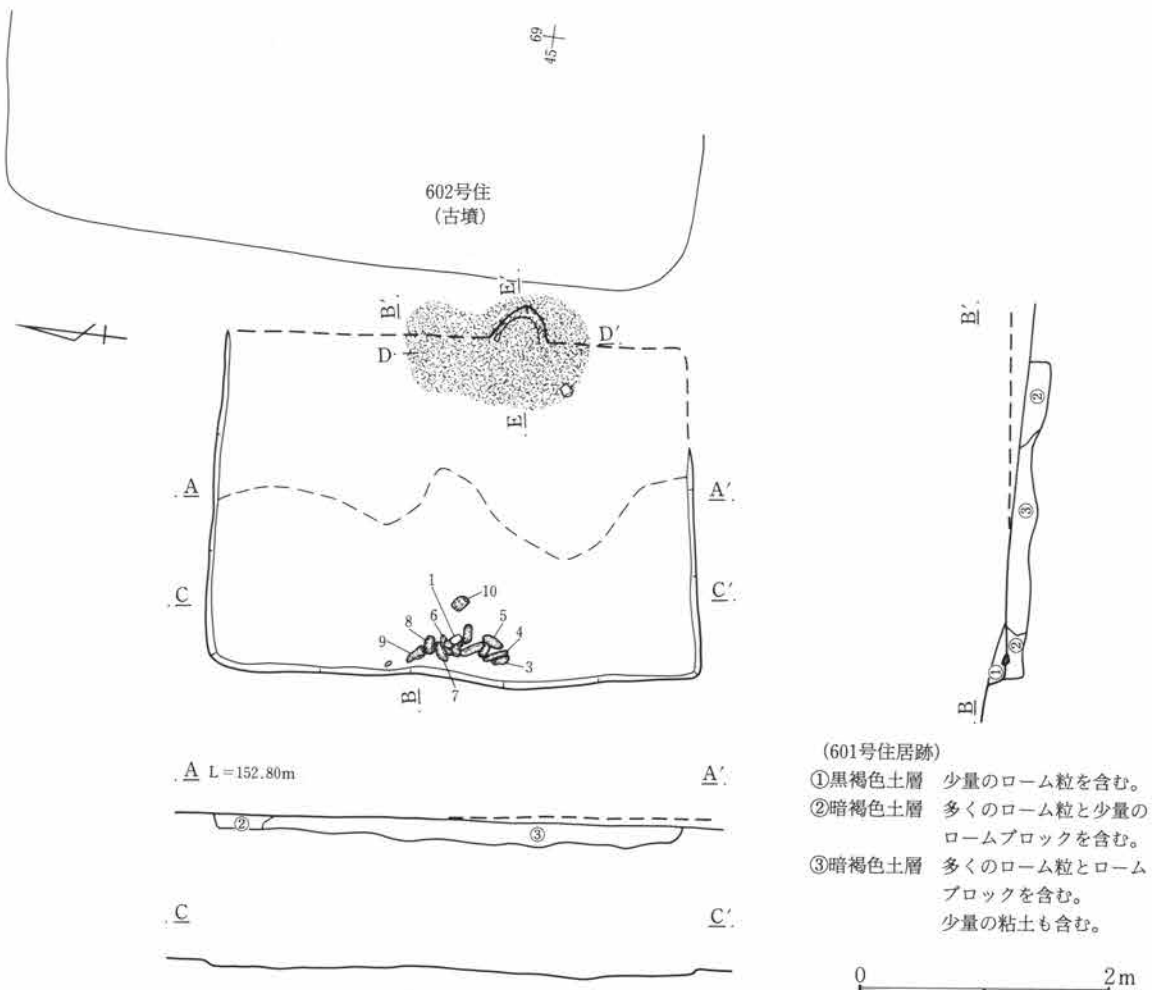 69
45
602号住
(古墳)
E′
B′
D
D′
E
A
A′
C
C′
1
10
8
6
5
9
4
3
7
B
B′
②
③
②
①
B
A L=152.80m
A′
②
③
C
C′
(601号住居跡)
①黒褐色土層 少量のローム粒を含む。
②暗褐色土層 多くのローム粒と少量の
ロームブロックを含む。
③暗褐色土層 多くのローム粒とローム
ブロックを含む。
少量の粘土も含む。
0 2m